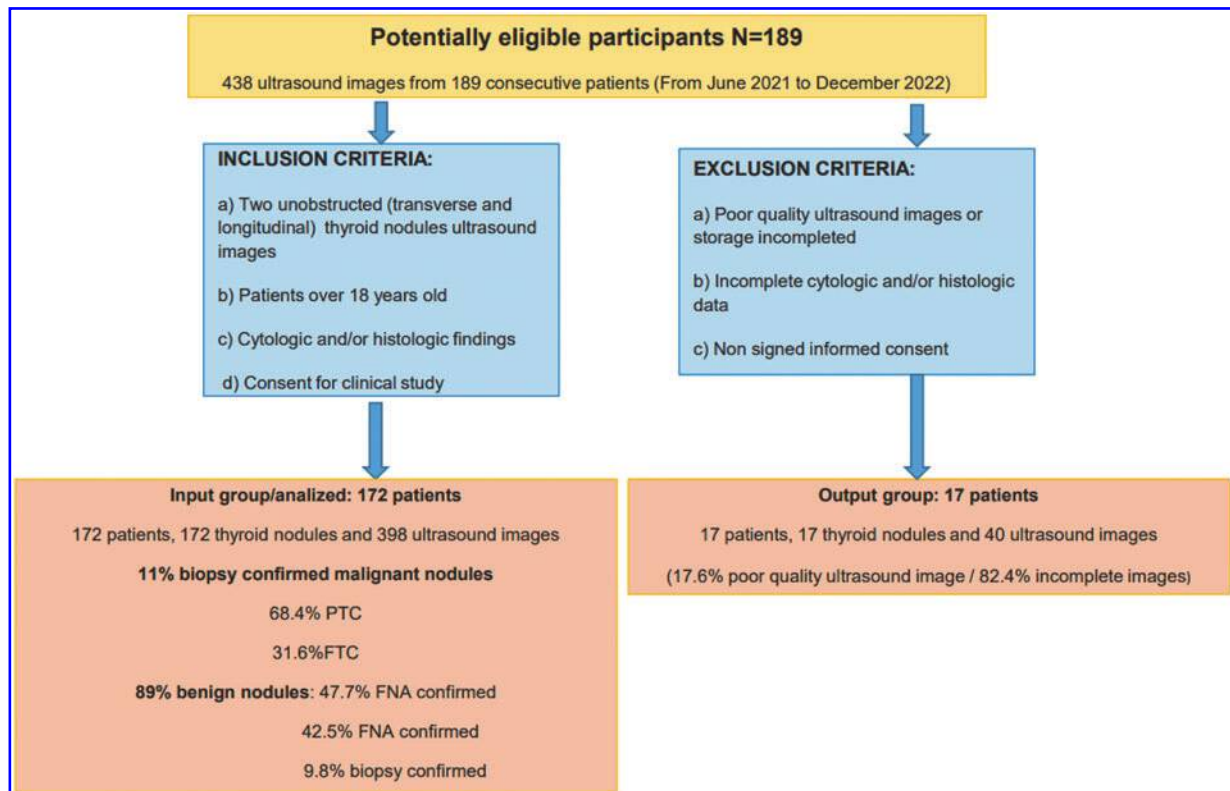 Potentially eligible participants N=189
438 ultrasound images from 189 consecutive patients (From June 2021 to December 2022)
INCLUSION CRITERIA:
a) Two unobstructed (transverse and
longitudinal) thyroid nodules ultrasound
images
b) Patients over 18 years old
c) Cytologic and/or histologic findings
d) Consent for clinical study
EXCLUSION CRITERIA:
a) Poor quality ultrasound images or
storage incompleted
b) Incomplete cytologic and/or histologic
data
c) Non signed informed consent
Input group/analized: 172 patients
172 patients, 172 thyroid nodules and 398 ultrasound images
11% biopsy confirmed malignant nodules
68.4% PTC
31.6%FTC
89% benign nodules: 47.7% FNA confirmed
42.5% FNA confirmed
9.8% biopsy confirmed
Output group: 17 patients
17 patients, 17 thyroid nodules and 40 ultrasound images
(17.6% poor quality ultrasound image / 82.4% incomplete images)